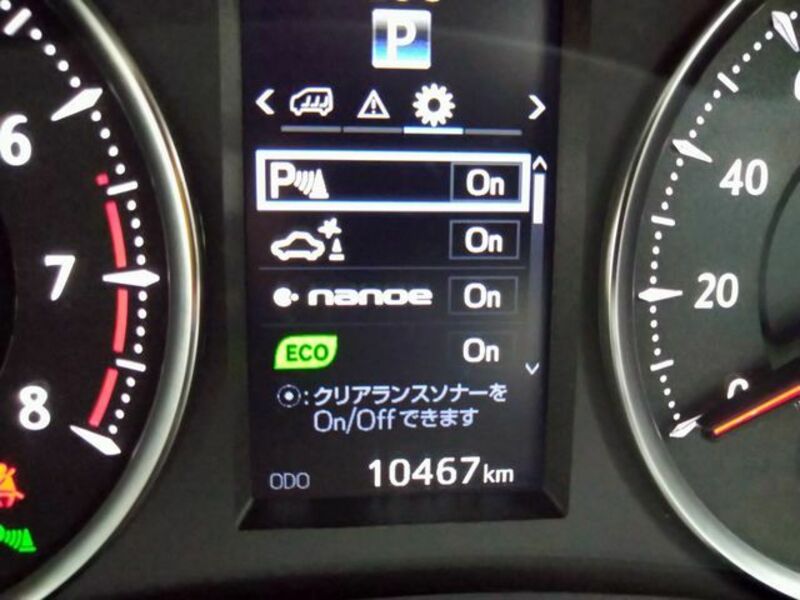 P
P On
On
nanoe On
ECO On
:クリアランスソナーを
On/Offできます
ODO 10467km
6
7
8
40
20
0